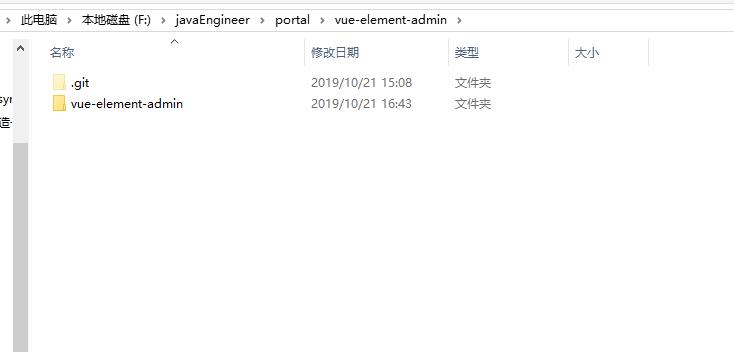 此电脑 > 本地磁盘 (F:) > javaEngineer > portal > vue-element-admin >
名称 修改日期 类型 大小
.git 2019/10/21 15:08 文件夹
vue-element-admin 2019/10/21 16:43 文件夹
syn
造